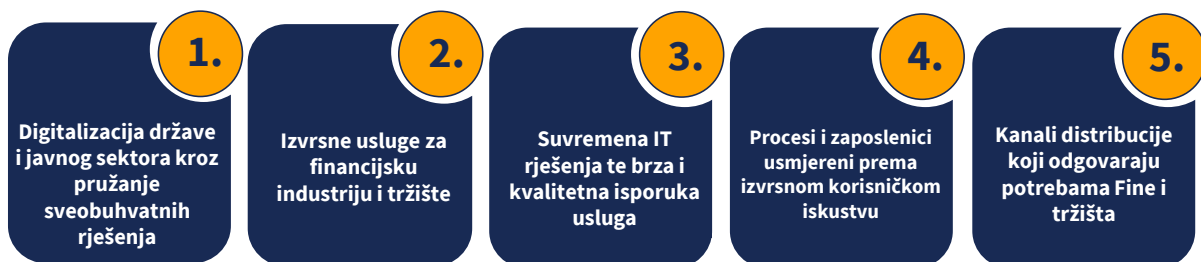 1.
Digitalizacija države
i javnog sektora kroz
pružanje
sveobuhvatnih
rješenja
2.
Izvrsne usluge za
financijsku
industriju i tržište
3.
Suvremena IT
rješenja te brza i
kvalitetna isporuka
usluga
4.
Procesi i zaposlenici
usmjereni prema
izvrsnom korisničkom
iskustvu
5.
Kanali distribucije
koji odgovaraju
potrebama Fine i
tržišta